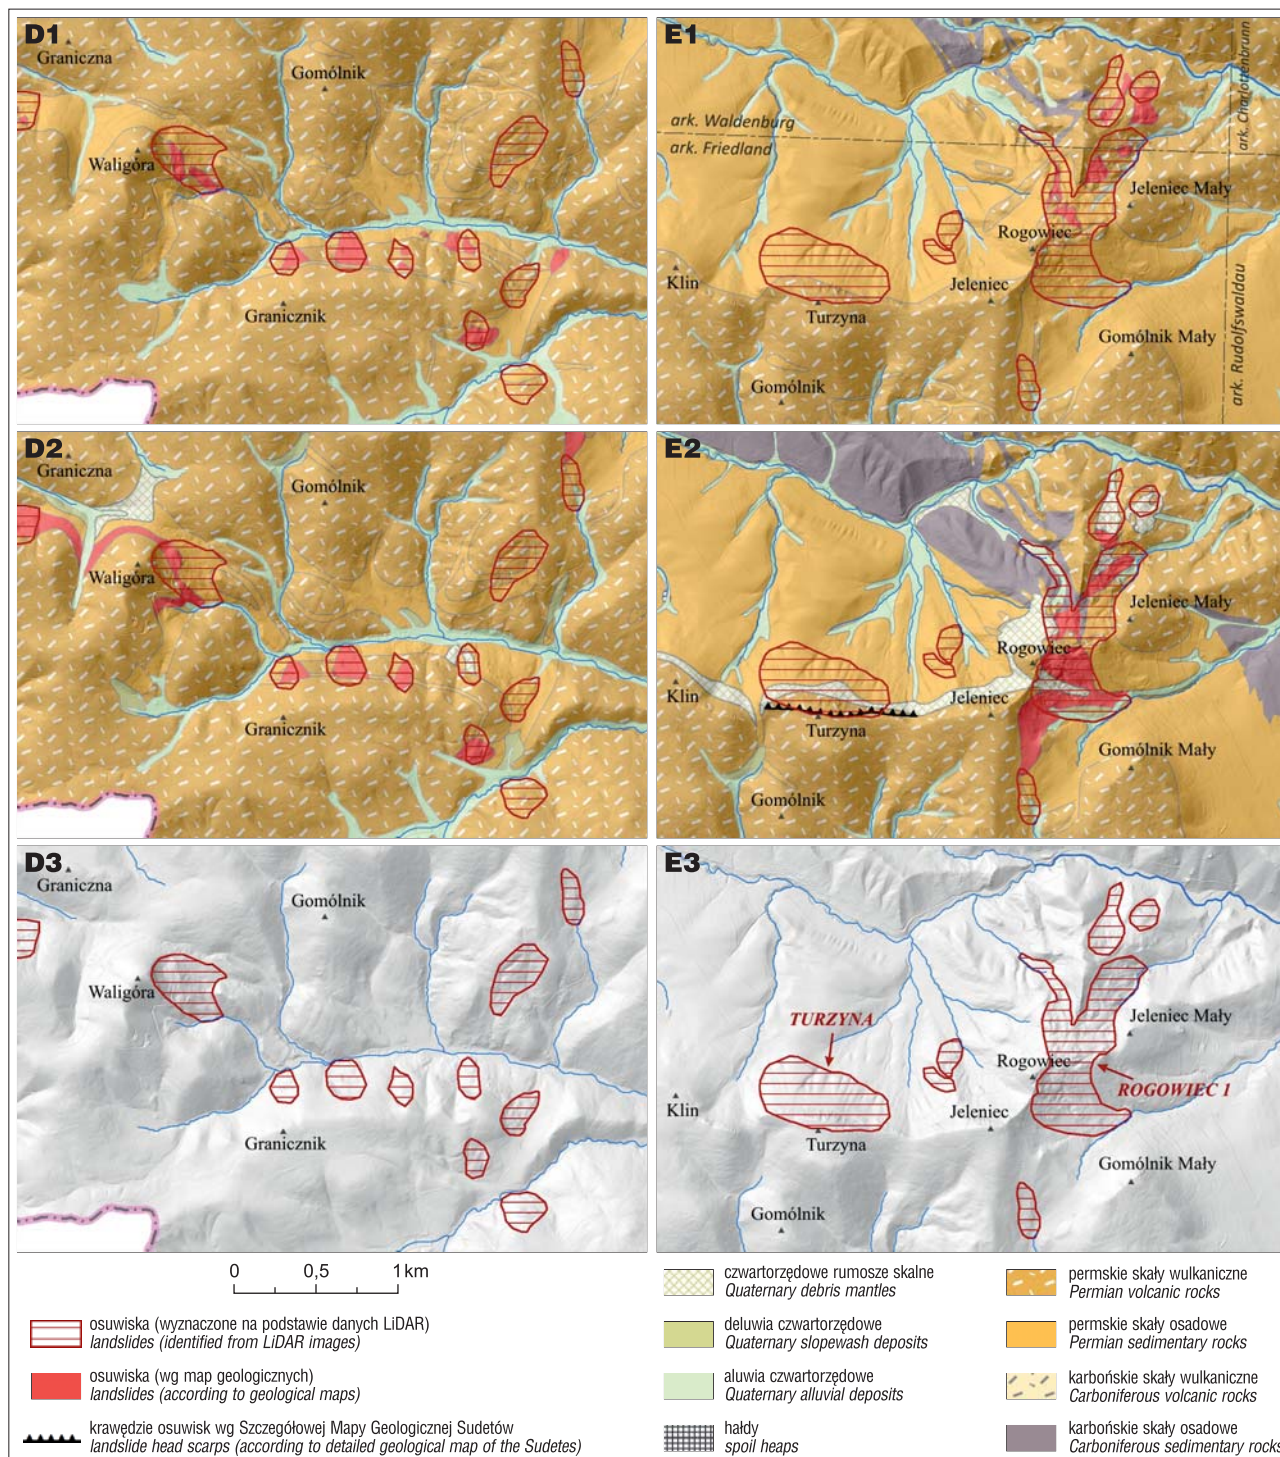 D1
Graniczna
Gomólnik
Waligóra
Granicznik
E1
ark. Waldenburg
ark. Friedland
ark. Charlottenbrunn
Jeleniec Mały
Rogowiec
Klin
Jeleniec
Turzyna
Gomólnik Mały
ark. Rudolfswaldau
Gomólnik
D2
Graniczna
Gomólnik
Waligóra
Granicznik
E2
Jeleniec Mały
Rogowiec
Klin
Jeleniec
Turzyna
Gomólnik Mały
Gomólnik
D3
Graniczna
Gomólnik
Waligóra
Granicznik
E3
TURZYNA
Jeleniec Mały
Rogowiec
ROGOWIEC 1
Klin
Jeleniec
Turzyna
Gomólnik Mały
Gomólnik
0 0,5 1 km
osuwiska (wyznaczone na podstawie danych LiDAR)
landslides (identified from LiDAR images)
osuwiska (wg map geologicznych)
landslides (according to geological maps)
krawędzie osuwisk wg Szczegółowej Mapy Geologicznej Sudetów
landslide head scarps (according to detailed geological map of the Sudetes)
czwartorzędowe rumosze skalne
Quaternary debris mantles
deluwia czwartorzędowe
Quaternary slopewash deposits
aluwia czwartorzędowe
Quaternary alluvial deposits
hałdy
spoil heaps
permskie skały wulkaniczne
Permian volcanic rocks
permskie skały osadowe
Permian sedimentary rocks
karbońskie skały wulkaniczne
Carboniferous volcanic rocks
karbońskie skały osadowe
Carboniferous sedimentary rocks